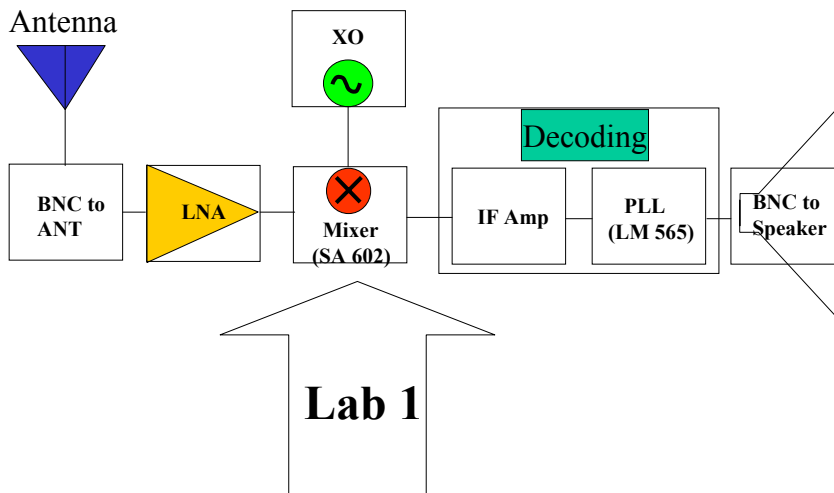 Antenna
XO
Decoding
BNC to
ANT
LNA
Mixer
(SA 602)
IF Amp
PLL
(LM 565)
BNC to
Speaker
Lab 1